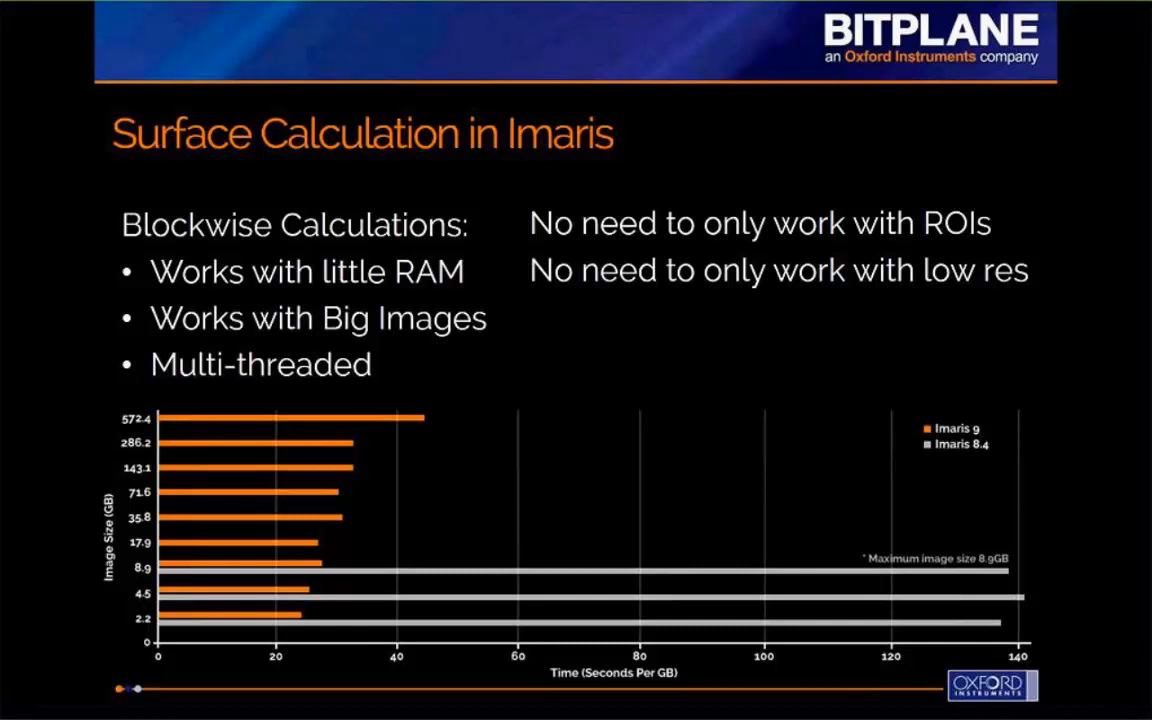 BITPLANE
an Oxford Instruments company
Surface Calculation in Imaris
Blockwise Calculations:
• Works with little RAM
• Works with Big Images
• Multi-threaded
No need to only work with ROIs
No need to only work with low res
Image Size (GB)
572.4
286.2
143.1
71.6
35.8
17.9
8.9
4.5
2.2
0
Imaris 9
Imaris 8.4
* Maximum image size 8.9GB
0 20 40 60 80 100 120 140
Time (Seconds Per GB)
OXFORD
INSTRUMENTS